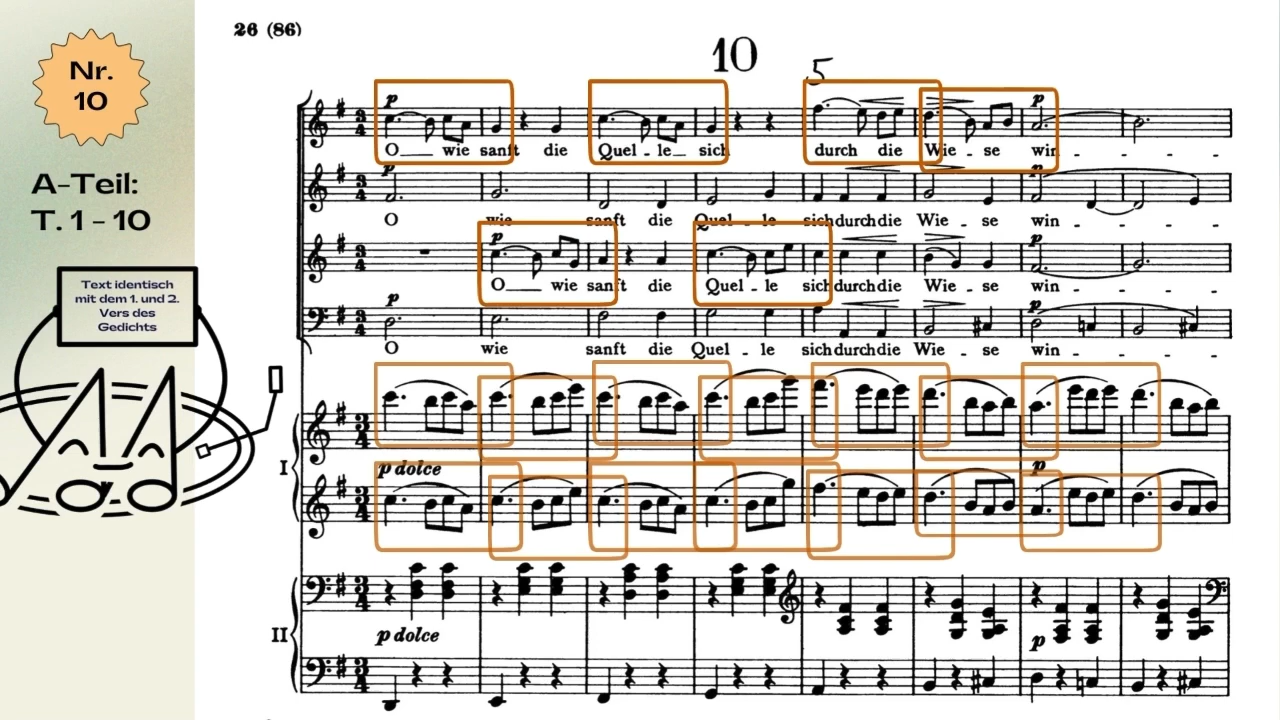 26 (86)
Nr.
10
10
5
A-Teil:
T. 1 - 10
Text identisch
mit dem 1. und 2.
Vers des
Gedichts
p
O wie sanft die Quel - le sich durch die Wie - se win - - - -
p
O wie sanft die Quel - le sich durch die Wie - se win - - - -
p
O wie sanft die Quel - le sich durch die Wie - se win - - - -
p
O wie sanft die Quel - le sich durch die Wie - se win - - - -
I
p dolce
p
II
p dolce
p